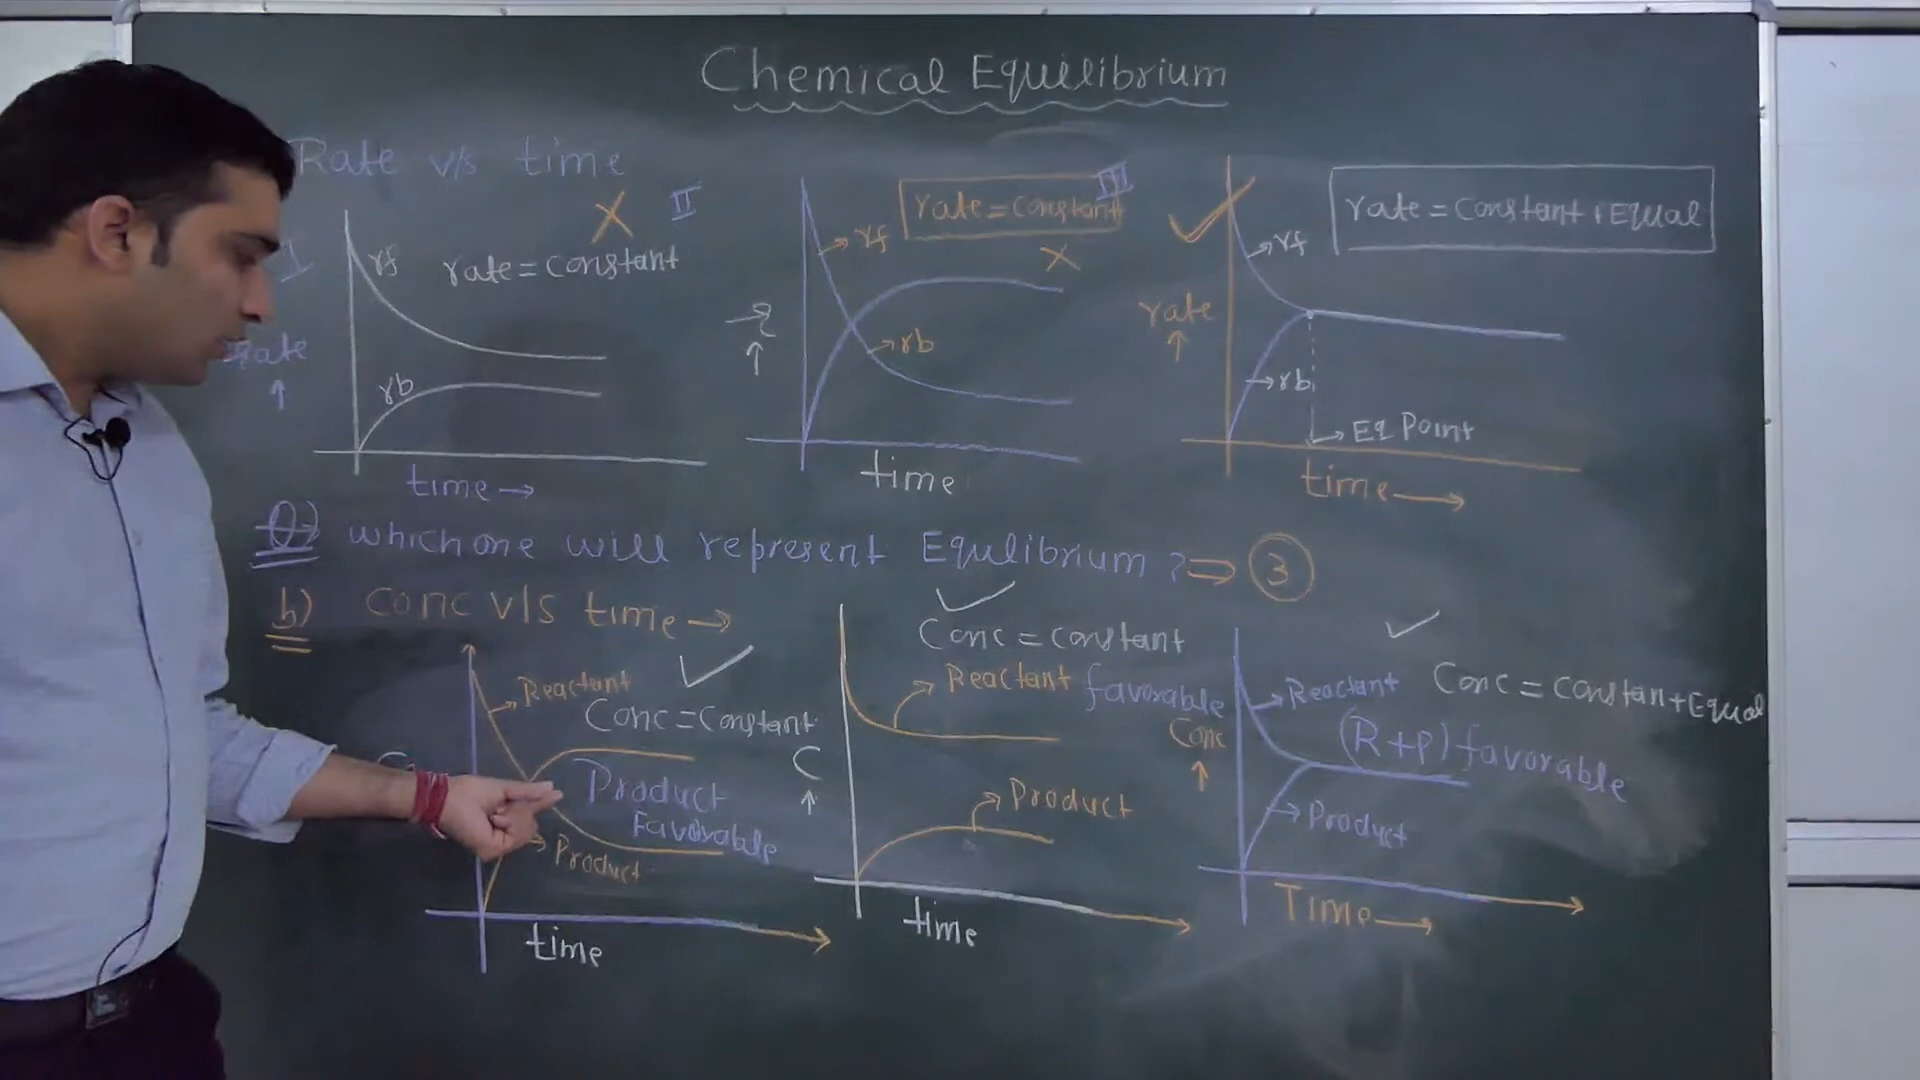 Chemical Equilibrium
Rate v/s time
I
rf
rate = constant
X
II
rate
↑
rb
time →
rate = constant
III
rf
X
r
↑
rb
time
rate = constant + Equal
rf
rate
↑
rb
Eq Point
time →
Q) which one will represent Equlibrium ? ⇒ 3
b) conc v/s time →
Reactant
Conc = Constant
Product
Favorable
Product
time
Conc = constant
Reactant favorable
C
↑
Product
time
Reactant
Conc = constant + Equal
Conc
↑
(R+P) favorable
Product
Time →